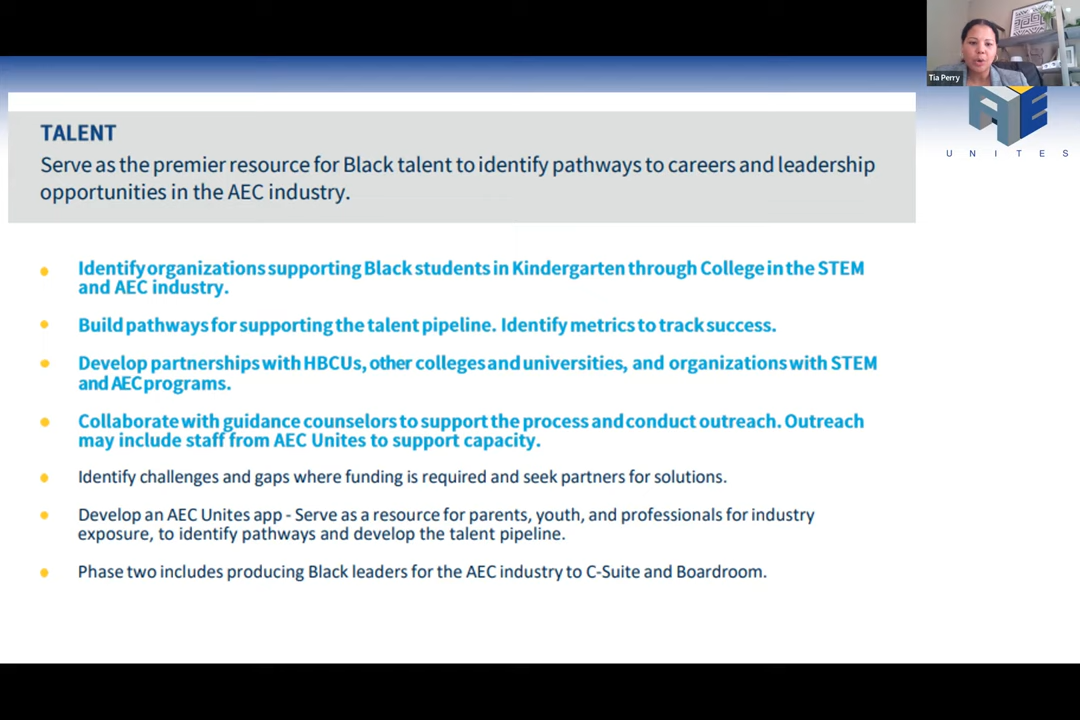 Tia Perry
AE
UNITES
TALENT
Serve as the premier resource for Black talent to identify pathways to careers and leadership
opportunities in the AEC industry.
Identify organizations supporting Black students in Kindergarten through College in the STEM
and AEC industry.
Build pathways for supporting the talent pipeline. Identify metrics to track success.
Develop partnerships with HBCUs, other colleges and universities, and organizations with STEM
and AEC programs.
Collaborate with guidance counselors to support the process and conduct outreach. Outreach
may include staff from AEC Unites to support capacity.
Identify challenges and gaps where funding is required and seek partners for solutions.
Develop an AEC Unites app - Serve as a resource for parents, youth, and professionals for industry
exposure, to identify pathways and develop the talent pipeline.
Phase two includes producing Black leaders for the AEC industry to C-Suite and Boardroom.